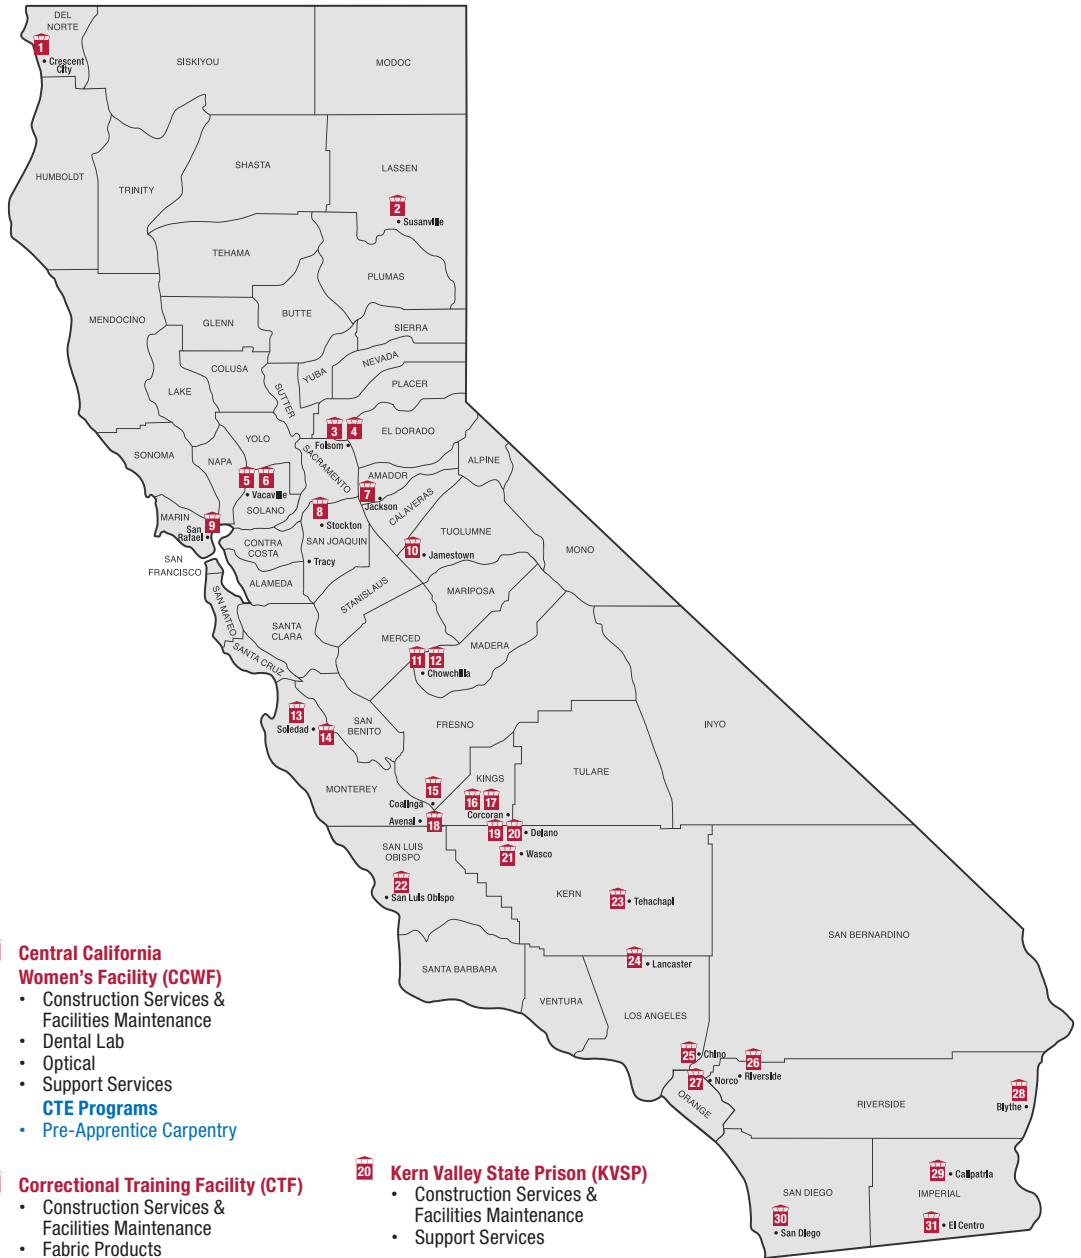 DEL
NORTE
1
Crescent
City
SISKIYOU
MODOC
HUMBOLDT
TRINITY
SHASTA
LASSEN
2
Susanville
TEHAMA
PLUMAS
MENDOCINO
GLENN
BUTTE
SIERRA
NEVADA
YUBA
COLUSA
SUTTER
PLACER
LAKE
3
4
Folsom
EL DORADO
YOLO
SONOMA
NAPA
SACRAMENTO
ALPINE
5
6
Vacaville
AMADOR
7
Jackson
CALAVERAS
SOLANO
8
Stockton
MARIN
9
San
Rafael
TUOLUMNE
10
Jamestown
CONTRA
COSTA
SAN JOAQUIN
Tracy
MONO
SAN
FRANCISCO
ALAMEDA
STANISLAUS
MARIPOSA
SAN MATEO
SANTA
CLARA
MERCED
MADERA
SANTA CRUZ
11
12
Chowchilla
13
Soledad
14
SAN
BENITO
FRESNO
INYO
TULARE
KINGS
MONTEREY
15
Coalinga
16
17
Corcoran
Avenal
18
19
20
Delano
21
Wasco
SAN LUIS
OBISPO
22
San Luis Obispo
KERN
23
Tehachapi
SAN BERNARDINO
24
Lancaster
SANTA BARBARA
VENTURA
LOS ANGELES
25
Chino
26
Riverside
27
Norco
ORANGE
RIVERSIDE
28
Blythe
29
Calipatria
SAN DIEGO
IMPERIAL
30
San Diego
31
El Centro
Central California
Women's Facility (CCWF)
• Construction Services &
Facilities Maintenance
• Dental Lab
• Optical
• Support Services
CTE Programs
• Pre-Apprentice Carpentry
Correctional Training Facility (CTF)
• Construction Services &
Facilities Maintenance
• Fabric Products
20 Kern Valley State Prison (KVSP)
• Construction Services &
Facilities Maintenance
• Support Services